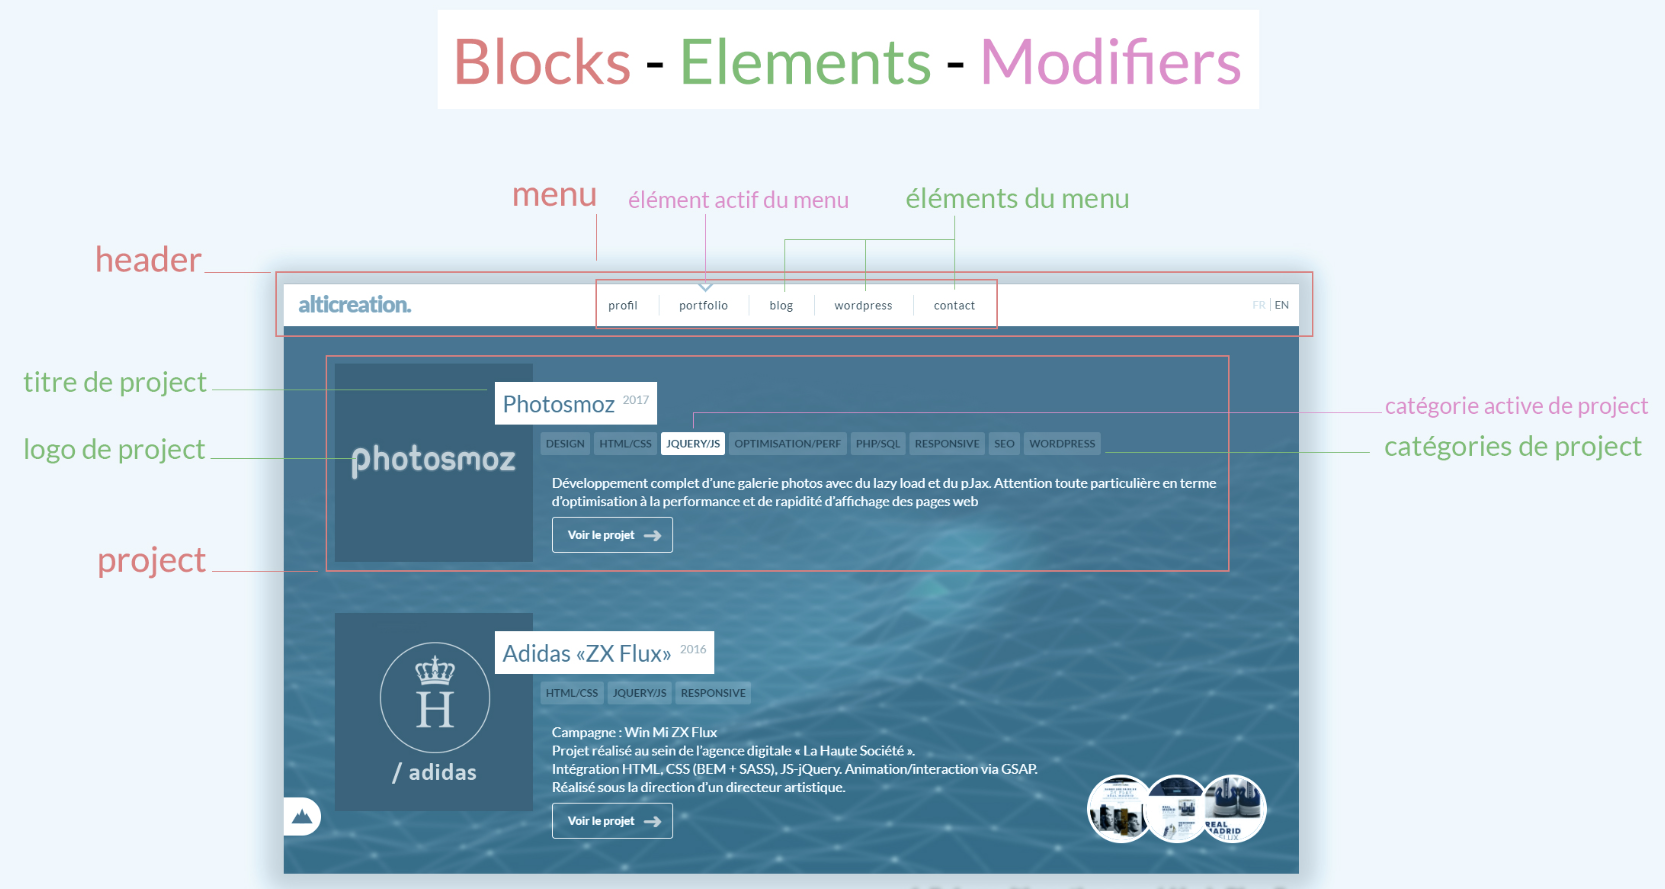 Blocks - Elements - Modifiers
menu
élément actif du menu
éléments du menu
header
alticreation.
profil
portfolio
blog
wordpress
contact
FR | EN
titre de project
Photosmoz 2017
catégorie active de project
logo de project
photosmoz
DESIGN HTML/CSS JQUERY/JS OPTIMISATION/PERF PHP/SQL RESPONSIVE SEO WORDPRESS
catégories de project
Développement complet d'une galerie photos avec du lazy load et du pJax. Attention toute particulière en terme
d'optimisation à la performance et de rapidité d'affichage des pages web
Voir le projet
project
H
/ adidas
Adidas «ZX Flux» 2016
HTML/CSS JQUERY/JS RESPONSIVE
Campagne : Win Mi ZX Flux
Projet réalisé au sein de l'agence digitale « La Haute Société ».
Intégration HTML, CSS (BEM + SASS), JS-jQuery. Animation/interaction via GSAP.
Réalisé sous la direction d'un directeur artistique.
Voir le projet